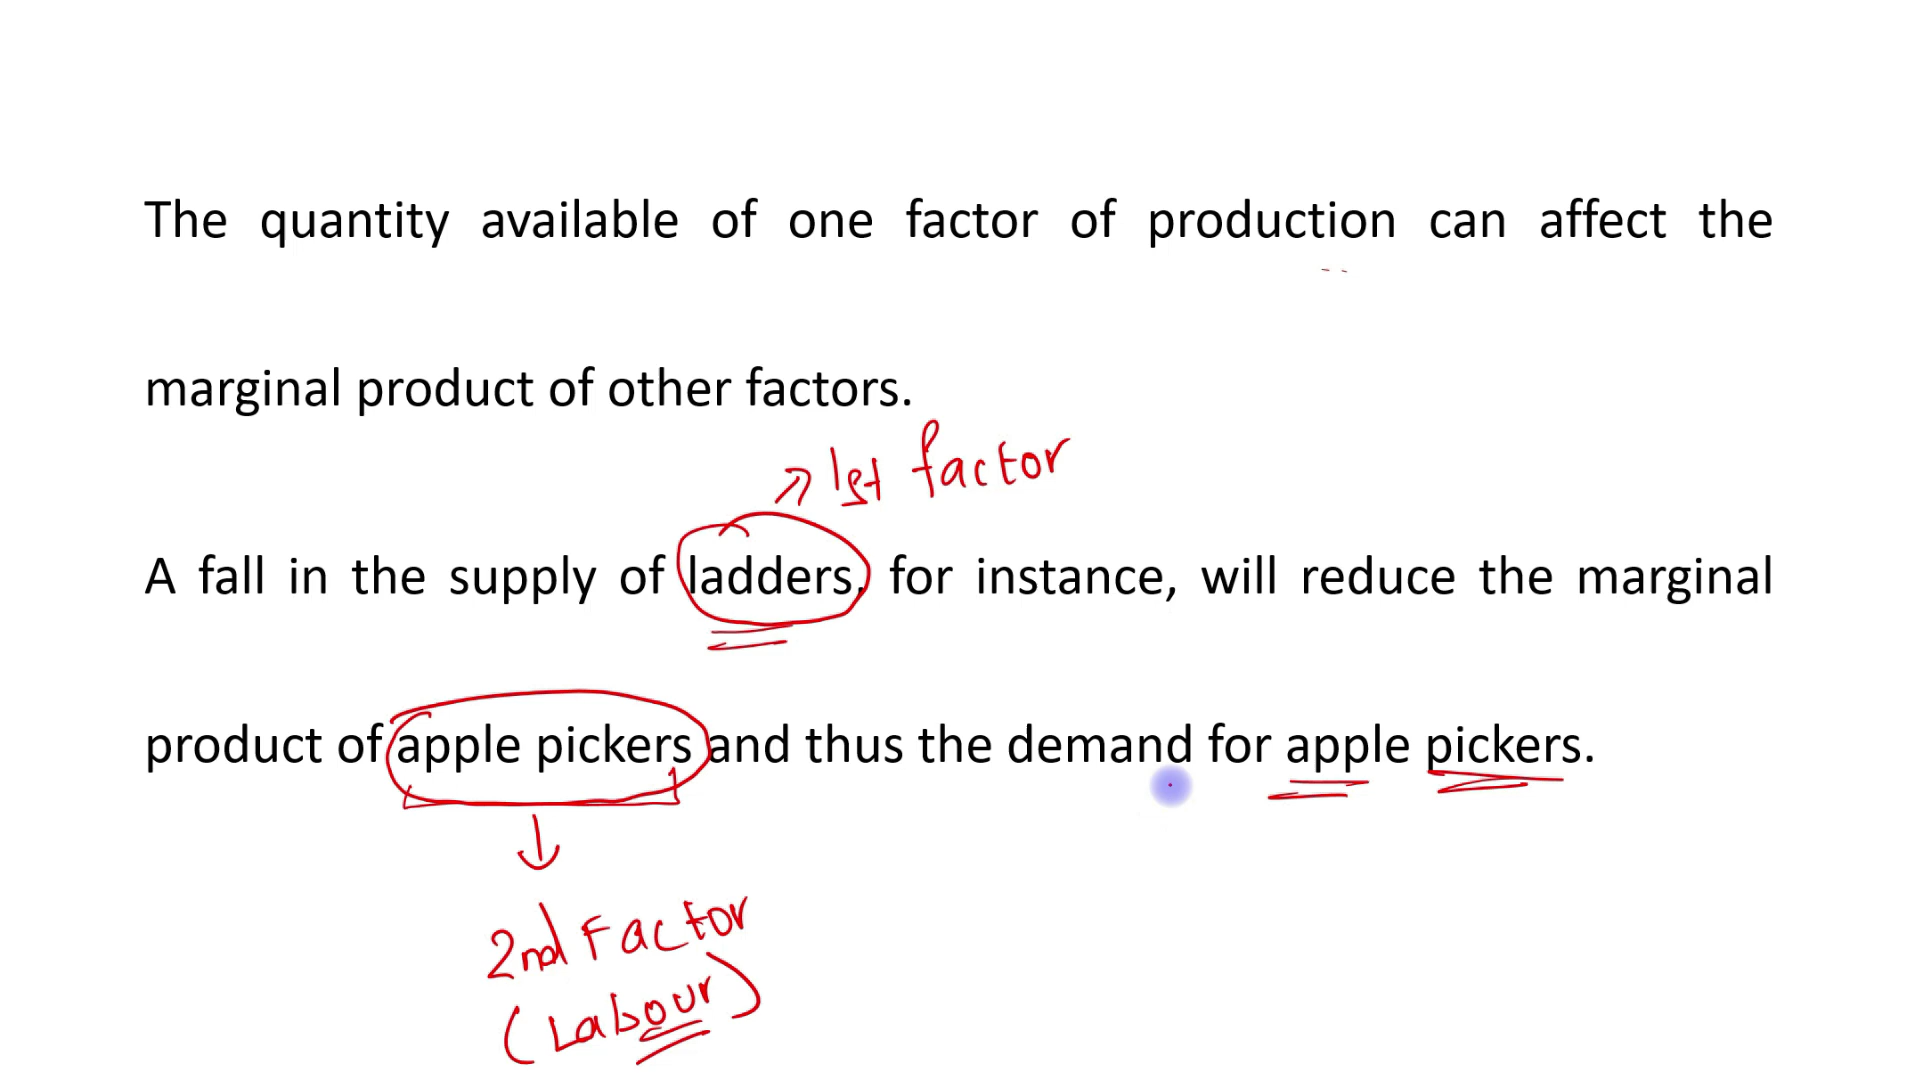 The quantity available of one factor of production can affect the
marginal product of other factors.
1st factor
A fall in the supply of ladders, for instance, will reduce the marginal
product of apple pickers and thus the demand for apple pickers.
2nd Factor
(Labour)